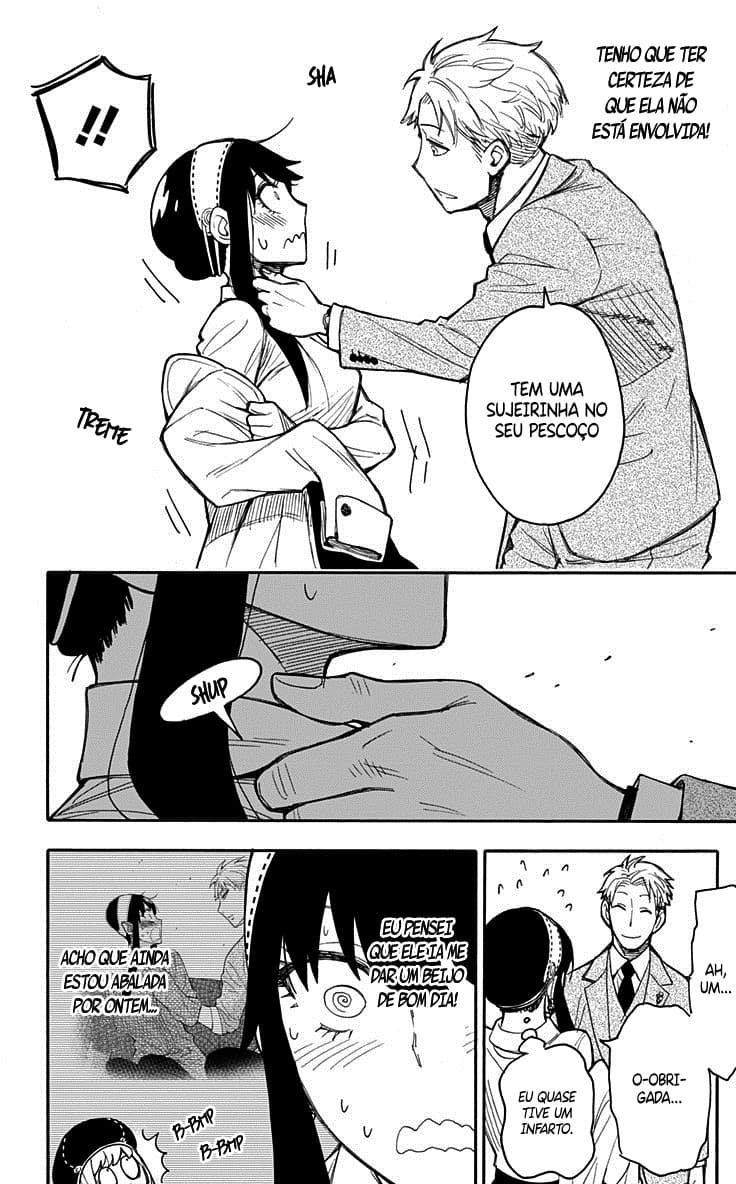 TENHO QUE TER
CERTEZA DE
QUE ELA NÃO
ESTÁ ENVOLVIDA!
SHA
!!
TEM UMA
SUJEIRINHA NO
SEU PESCOÇO
TREME
SHUP
AH,
UM...
O-OBRI-
GADA...
EU QUASE
TIVE UM
INFARTO.
EU PENSEI
QUE ELE IA ME
DAR UM BEIJO
DE BOM DIA!
ACHO QUE AINDA
ESTOU ABALADA
POR ONTEM...
B-BMP
B-BMP